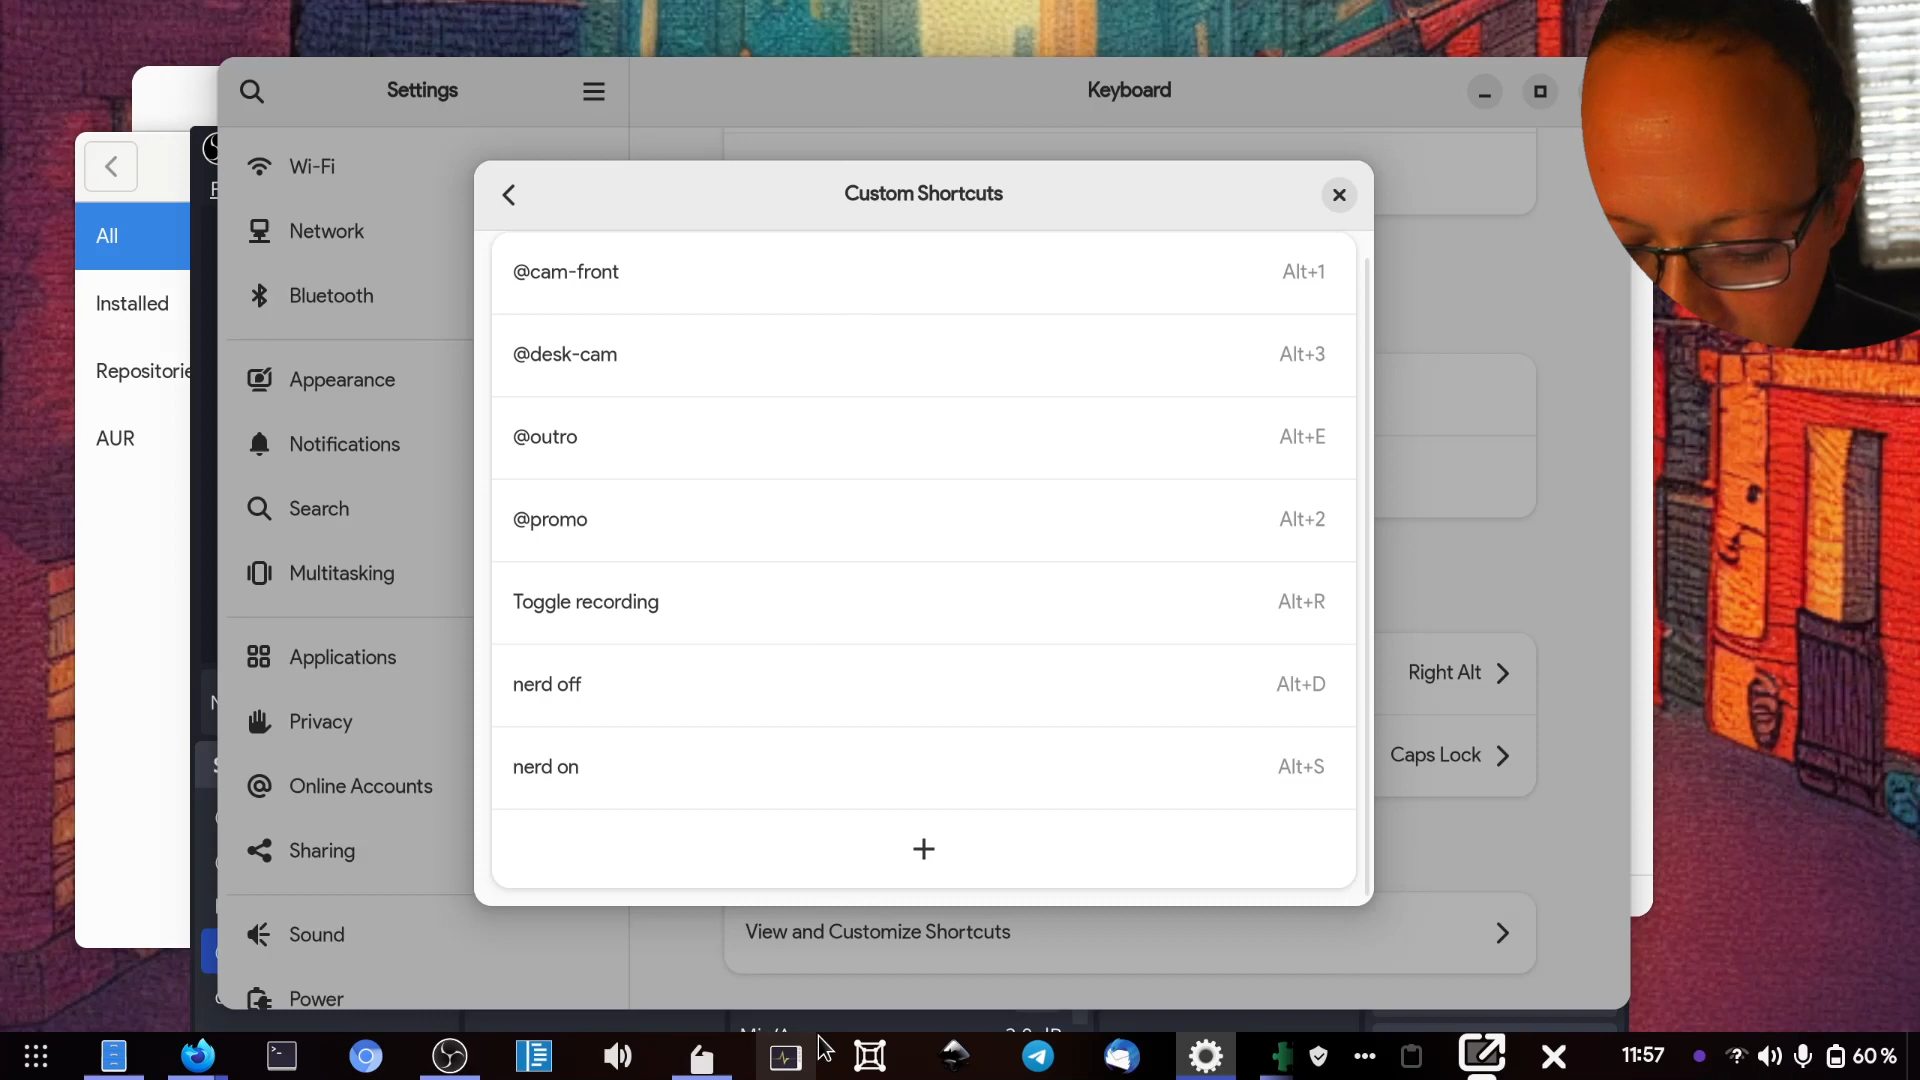 Settings
Keyboard
Wi-Fi
Network
Bluetooth
Appearance
Notifications
Search
Multitasking
Applications
Privacy
Online Accounts
Sharing
Sound
Power
All
Installed
Repositorie
AUR
Custom Shortcuts
@cam-front Alt+1
@desk-cam Alt+3
@outro Alt+E
@promo Alt+2
Toggle recording Alt+R
nerd off Alt+D
nerd on Alt+S
+
Right Alt
Caps Lock
View and Customize Shortcuts
11:57
60 %